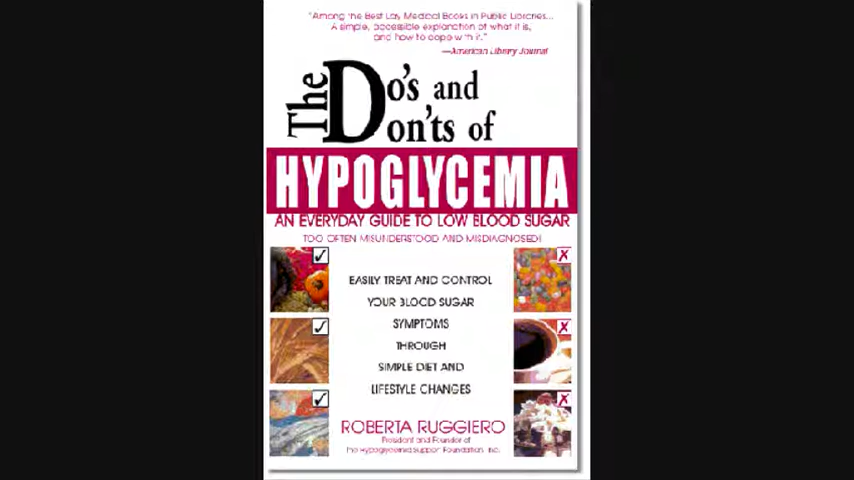 "Among the Best Lay Medical Books in Public Libraries...
A simple, accessible explanation of what it is,
and how to cope with it."
—American Library Journal
The Do's and
Don'ts of
HYPOGLYCEMIA
AN EVERYDAY GUIDE TO LOW BLOOD SUGAR
TOO OFTEN MISUNDERSTOOD AND MISDIAGNOSED!
EASILY TREAT AND CONTROL
YOUR BLOOD SUGAR
SYMPTOMS
THROUGH
SIMPLE DIET AND
LIFESTYLE CHANGES
ROBERTA RUGGIERO
President and Founder of
The Hypoglycemia Support Foundation, Inc.